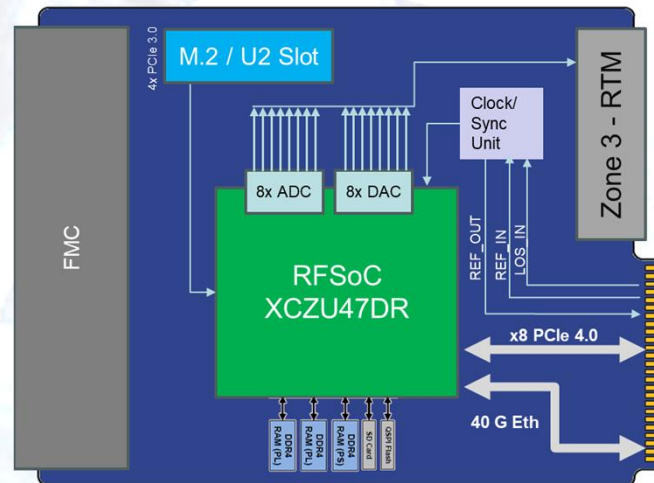 FMC
4x PCIe 3.0
M.2 / U2 Slot
Zone 3 - RTM
Clock/
Sync
Unit
8x ADC
8x DAC
REF_OUT
REF_IN
LOS_IN
RFSoC
XCZU47DR
x8 PCIe 4.0
40 G Eth
DDR4
RAM (PL)
DDR4
RAM (PL)
DDR4
RAM (PS)
SD Card
QSPI Flash